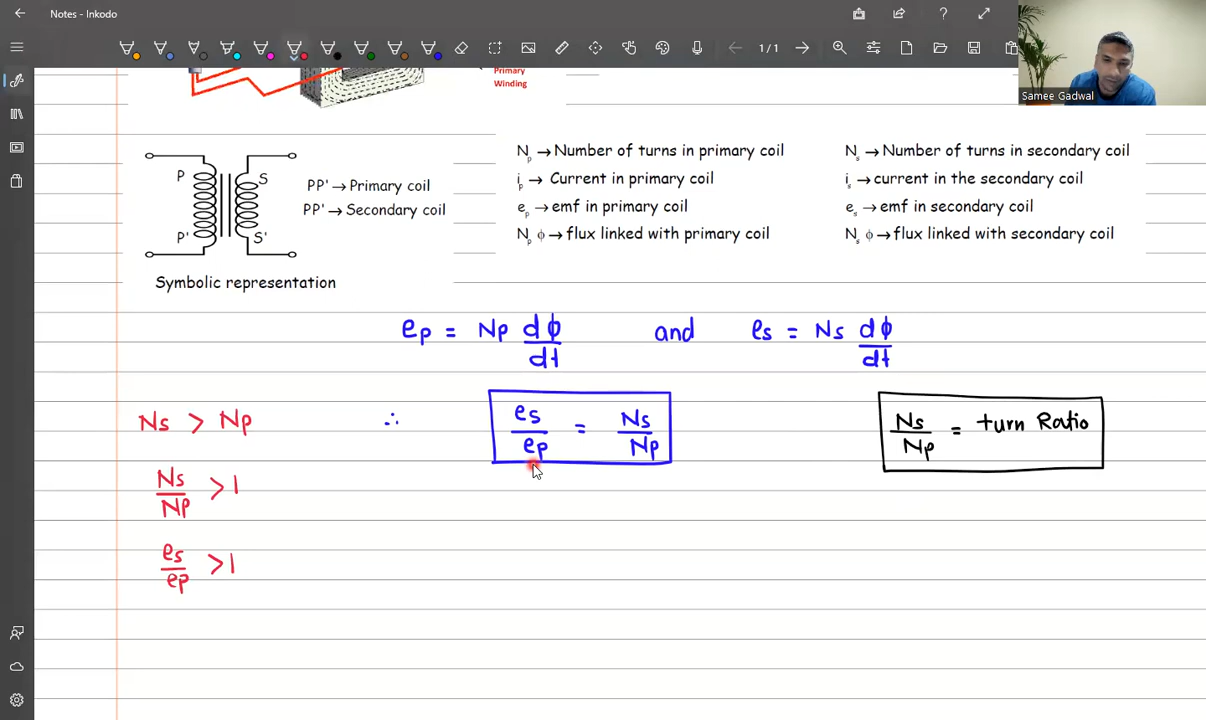 Notes - Inkodo
1/1
Samee Gadwal
Primary
Winding
P S
P' S'
PP' → Primary coil
PP' → Secondary coil
Symbolic representation
Np → Number of turns in primary coil
ip → Current in primary coil
ep → emf in primary coil
Np ϕ → flux linked with primary coil
Ns → Number of turns in secondary coil
is → current in the secondary coil
es → emf in secondary coil
Ns ϕ → flux linked with secondary coil
ep = Np dϕ/dt and es = Ns dϕ/dt
Ns > Np
∴ es/ep = Ns/Np
Ns/Np = turn Ratio
Ns/Np > 1
es/ep > 1